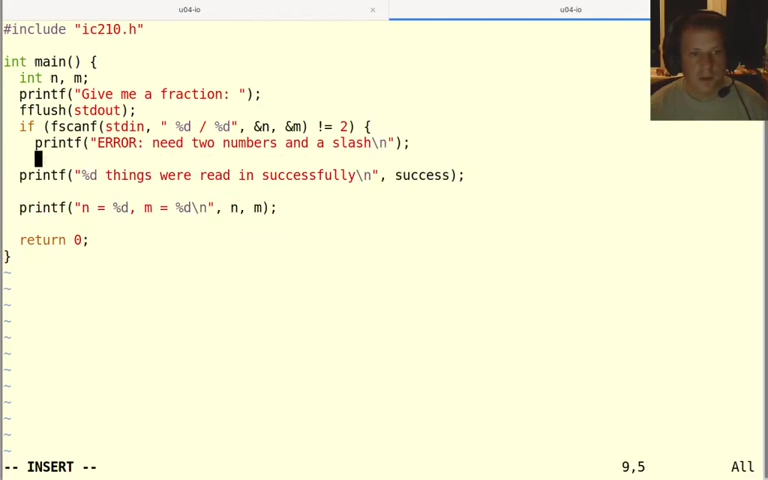 u04-io × u04-io
#include "ic210.h"
int main() {
  int n, m;
  printf("Give me a fraction: ");
  fflush(stdout);
  if (fscanf(stdin, " %d / %d", &n, &m) != 2) {
    printf("ERROR: need two numbers and a slash\n");
  printf("%d things were read in successfully\n", success);
  printf("n = %d, m = %d\n", n, m);
  return 0;
}
~
~
~
~
~
~
~
~
~
~
~
~
-- INSERT -- 9,5 All